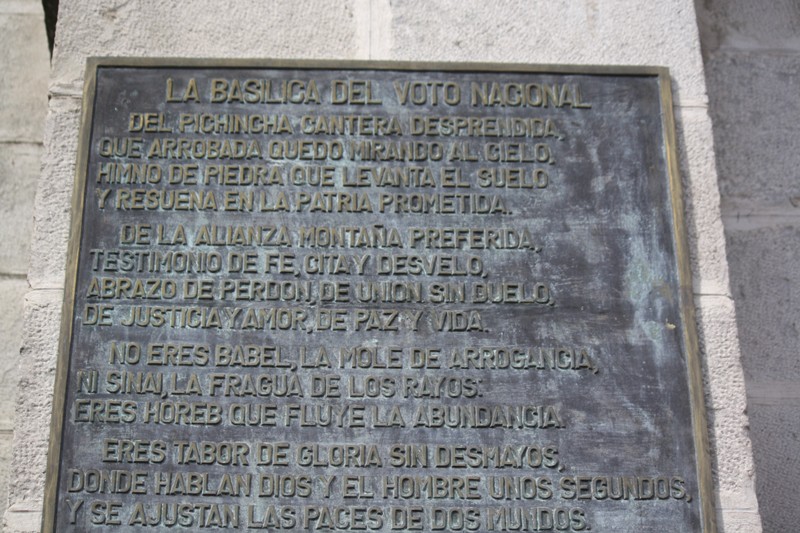 LA BASILICA DEL VOTO NACIONAL
DEL PICHINCHA CANTERA DESPRENDIDA,
QUE ARROBADA QUEDO MIRANDO AL CIELO,
HIMNO DE PIEDRA QUE LEVANTA EL SUELO
Y RESUENA EN LA PATRIA PROMETIDA.
DE LA ALIANZA MONTAÑA PREFERIDA,
TESTIMONIO DE FE, CITA Y DESVELO,
ABRAZO DE PERDON, DE UNION SIN DUELO,
DE JUSTICIA Y AMOR, DE PAZ Y VIDA.
NO ERES BABEL, LA MOLE DE ARROGANCIA,
NI SINAI, LA FRAGUA DE LOS RAYOS:
ERES HOREB QUE FLUYE LA ABUNDANCIA.
ERES TABOR DE GLORIA SIN DESMAYOS,
DONDE HABLAN DIOS Y EL HOMBRE UNOS SEGUNDOS,
Y SE AJUSTAN LAS PACES DE DOS MUNDOS.